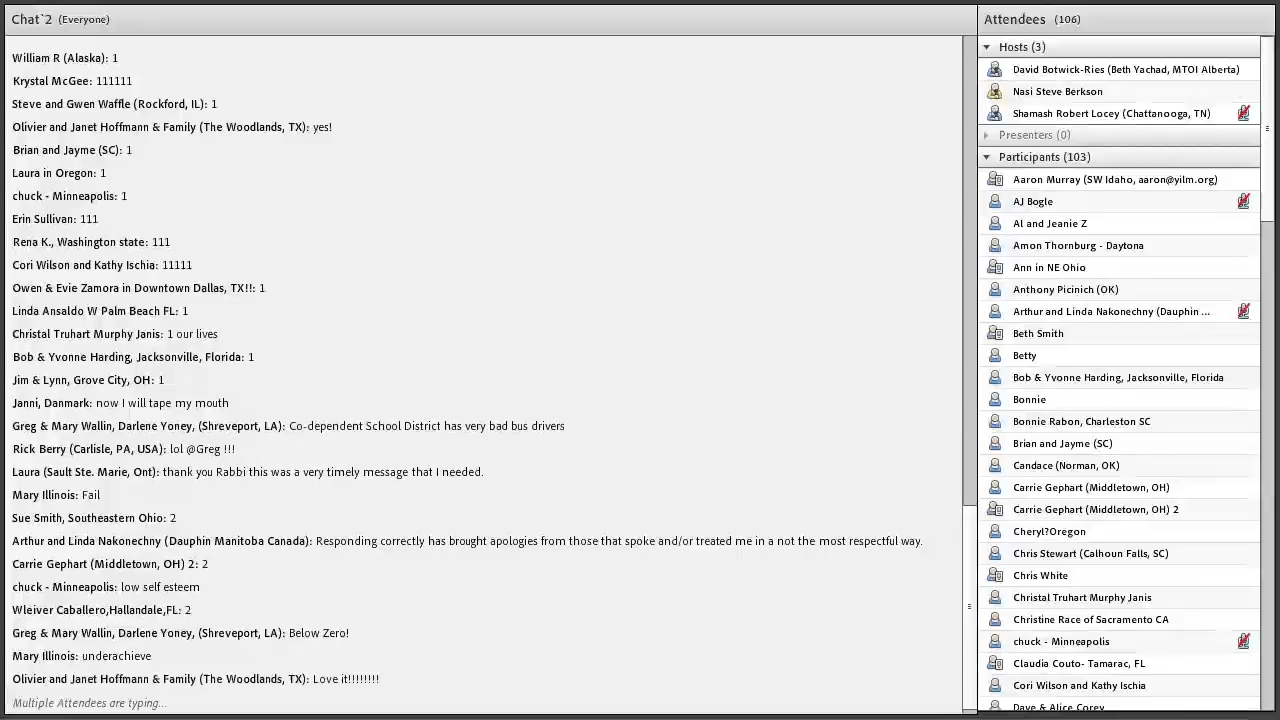 Chat`2 (Everyone)
William R (Alaska): 1
Krystal McGee: 111111
Steve and Gwen Waffle (Rockford, IL): 1
Olivier and Janet Hoffmann & Family (The Woodlands, TX): yes!
Brian and Jayme (SC): 1
Laura in Oregon: 1
chuck - Minneapolis: 1
Erin Sullivan: 111
Rena K., Washington state: 111
Cori Wilson and Kathy Ischia: 11111
Owen & Evie Zamora in Downtown Dallas, TX!!: 1
Linda Ansaldo W Palm Beach FL: 1
Christal Truhart Murphy Janis: 1 our lives
Bob & Yvonne Harding, Jacksonville, Florida: 1
Jim & Lynn, Grove City, OH: 1
Janni, Danmark: now I will tape my mouth
Greg & Mary Wallin, Darlene Yoney, (Shreveport, LA): Co-dependent School District has very bad bus drivers
Rick Berry (Carlisle, PA, USA): lol @Greg !!!
Laura (Sault Ste. Marie, Ont): thank you Rabbi this was a very timely message that I needed.
Mary Illinois: Fail
Sue Smith, Southeastern Ohio: 2
Arthur and Linda Nakonechny (Dauphin Manitoba Canada): Responding correctly has brought apologies from those that spoke and/or treated me in a not the most respectful way.
Carrie Gephart (Middletown, OH) 2: 2
chuck - Minneapolis: low self esteem
Wleiver Caballero,Hallandale,FL: 2
Greg & Mary Wallin, Darlene Yoney, (Shreveport, LA): Below Zero!
Mary Illinois: underachieve
Olivier and Janet Hoffmann & Family (The Woodlands, TX): Love it!!!!!!!!
Multiple Attendees are typing...
Attendees (106)
Hosts (3)
David Botwick-Ries (Beth Yachad, MTOI Alberta)
Nasi Steve Berkson
Shamash Robert Locey (Chattanooga, TN)
Presenters (0)
Participants (103)
Aaron Murray (SW Idaho, aaron@yilm.org)
AJ Bogle
Al and Jeanie Z
Amon Thornburg - Daytona
Ann in NE Ohio
Anthony Picinich (OK)
Arthur and Linda Nakonechny (Dauphin ...
Beth Smith
Betty
Bob & Yvonne Harding, Jacksonville, Florida
Bonnie
Bonnie Rabon, Charleston SC
Brian and Jayme (SC)
Candace (Norman, OK)
Carrie Gephart (Middletown, OH)
Carrie Gephart (Middletown, OH) 2
Cheryl?Oregon
Chris Stewart (Calhoun Falls, SC)
Chris White
Christal Truhart Murphy Janis
Christine Race of Sacramento CA
chuck - Minneapolis
Claudia Couto- Tamarac, FL
Cori Wilson and Kathy Ischia
Dave & Alice Corey